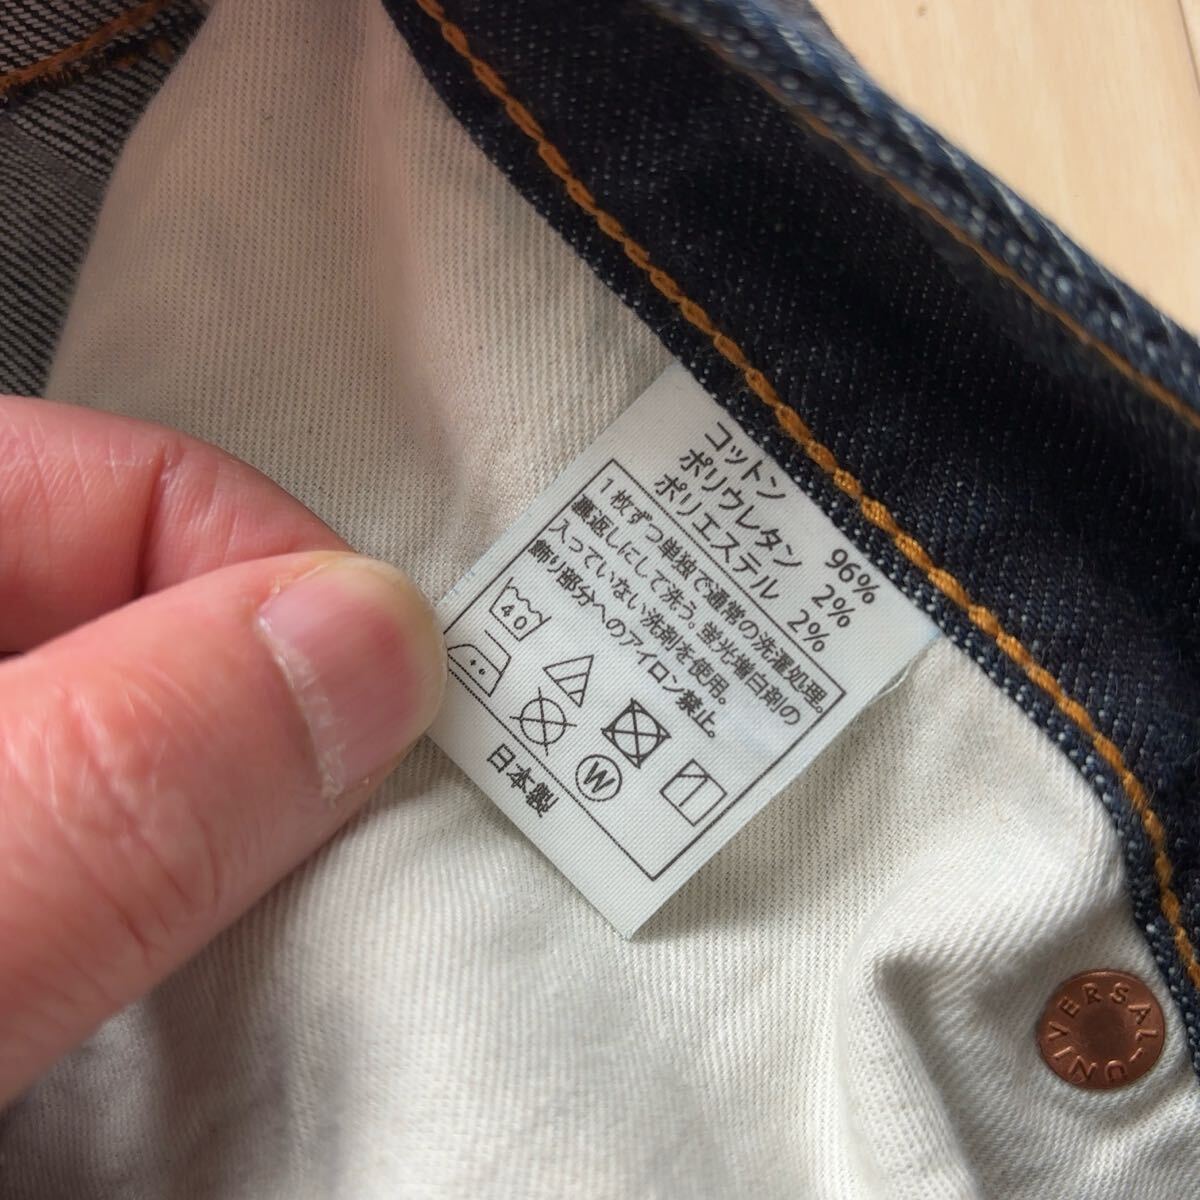 コットン 96%
ポリウレタン 2%
ポリエステル 2%
1枚ずつ単独で通常の洗濯処理。
裏返しにして洗う。蛍光増白剤の
入っていない洗剤を使用。
飾り部分へのアイロン禁止。
40
W
日本製
UNIVERSAL